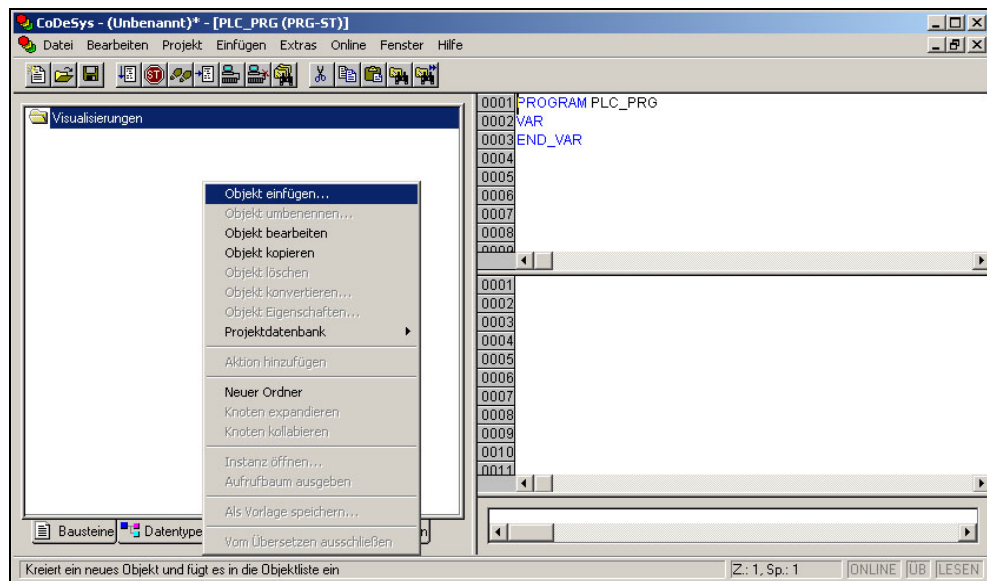 CoDeSys - (Unbenannt)* - [PLC_PRG (PRG-ST)]
Datei Bearbeiten Projekt Einfügen Extras Online Fenster Hilfe
Visualisierungen
Objekt einfügen...
Objekt umbenennen...
Objekt bearbeiten
Objekt kopieren
Objekt löschen
Objekt konvertieren...
Objekt Eigenschaften...
Projektdatenbank
Aktion hinzufügen
Neuer Ordner
Knoten expandieren
Knoten kollabieren
Instanz öffnen...
Aufrufbaum ausgeben
Als Vorlage speichern...
Vom Übersetzen ausschließen
Bausteine Datentype
0001 PROGRAM PLC_PRG
0002 VAR
0003 END_VAR
0004
0005
0006
0007
0008
0009
0001
0002
0003
0004
0005
0006
0007
0008
0009
0010
0011
Kreiert ein neues Objekt und fügt es in die Objektliste ein
Z.: 1, Sp.: 1 ONLINE ÜB LESEN